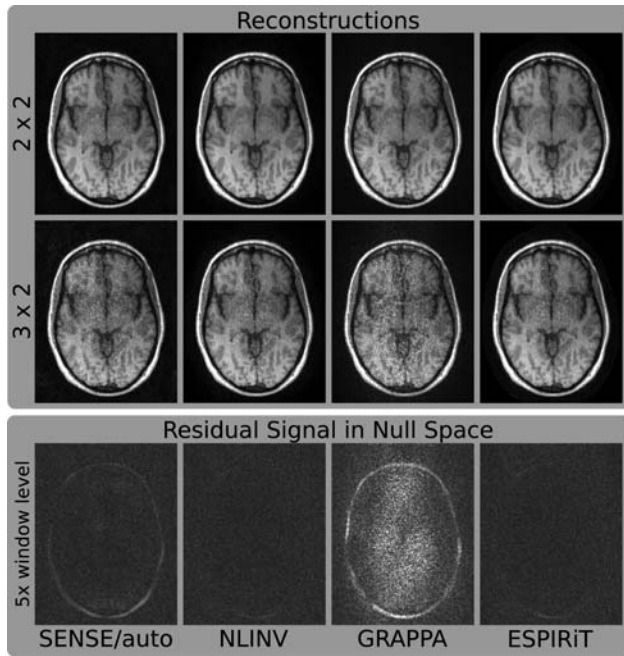 Reconstructions
2 x 2
3 x 2
Residual Signal in Null Space
5x window level
SENSE/auto NLINV GRAPPA ESPIRiT